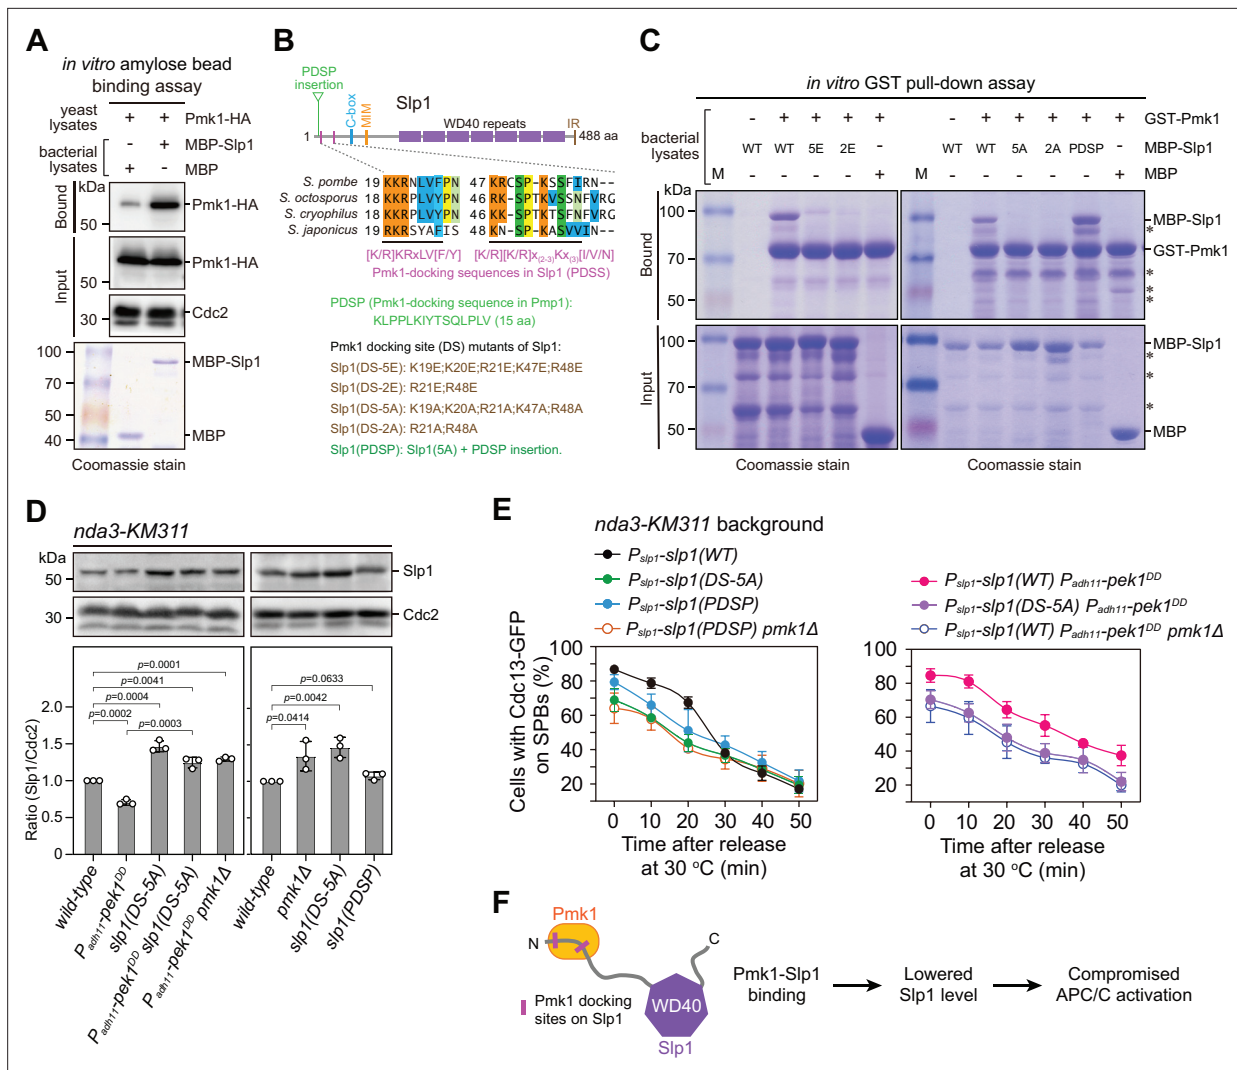 A
in vitro amylose bead
binding assay
yeast lysates + + Pmk1-HA
bacterial lysates - + MBP-Slp1
+ - MBP
kDa
Bound
50
Pmk1-HA
Input
Pmk1-HA
30
Cdc2
100
70
50
40
MBP-Slp1
MBP
Coomassie stain
B
PDSP
insertion
C-box
MIM
Slp1
WD40 repeats
IR
1
488 aa
S. pombe 19 KKRNLVFPN 47 KRCSP-KSSFIRN--
S. octosporus 18 KKRPLVYPN 46 KK-SPTKVSSNFVRG
S. cryophilus 18 KKRPLVYPN 46 KK-SPTKTSFNFVRG
S. japonicus 19 RKRSYAFIS 48 KN-SP-KASVVIN--
[K/R]KRxLV[F/Y] [K/R][K/R]x(2-3)Kx(3)[I/V/N]
Pmk1-docking sequences in Slp1 (PDSS)
PDSP (Pmk1-docking sequence in Pmp1):
KLPPLKIYTSQLPLV (15 aa)
Pmk1 docking site (DS) mutants of Slp1:
Slp1(DS-5E): K19E;K20E;R21E;K47E;R48E
Slp1(DS-2E): R21E;R48E
Slp1(DS-5A): K19A;K20A;R21A;K47A;R48A
Slp1(DS-2A): R21A;R48A
Slp1(PDSP): Slp1(5A) + PDSP insertion.
C
in vitro GST pull-down assay
- + + + + - + + + + + GST-Pmk1
bacterial lysates WT WT 5E 2E - WT WT 5A 2A PDSP - MBP-Slp1
M - - - - + M - - - - - + MBP
kDa
Bound
100
70
50
MBP-Slp1
*
GST-Pmk1
*
*
*
*
Input
100
70
50
MBP-Slp1
*
*
*
MBP
Coomassie stain
Coomassie stain
D
nda3-KM311
kDa
50
Slp1
30
Cdc2
Ratio (Slp1/Cdc2)
2.0
1.5
1.0
0.5
0
p=0.0001
p=0.0041
p=0.0004
p=0.0002
p=0.0003
p=0.0633
p=0.0042
p=0.0414
wild-type
Padh11-pek1DD
slp1(DS-5A)
Padh11-pek1DD slp1(DS-5A)
Padh11-pek1DD pmk1Δ
wild-type
pmk1Δ
slp1(DS-5A)
slp1(PDSP)
E
nda3-KM311 background
Pslp1-slp1(WT)
Pslp1-slp1(DS-5A)
Pslp1-slp1(PDSP)
Pslp1-slp1(PDSP) pmk1Δ
Pslp1-slp1(WT) Padh11-pek1DD
Pslp1-slp1(DS-5A) Padh11-pek1DD
Pslp1-slp1(WT) Padh11-pek1DD pmk1Δ
Cells with Cdc13-GFP
on SPBs (%)
100
80
60
40
20
0 10 20 30 40 50
Time after release
at 30 °C (min)
100
80
60
40
20
0 10 20 30 40 50
Time after release
at 30 °C (min)
F
Pmk1
N
C
Pmk1 docking
sites on Slp1
WD40
Slp1
Pmk1-Slp1
binding
Lowered
Slp1 level
Compromised
APC/C activation